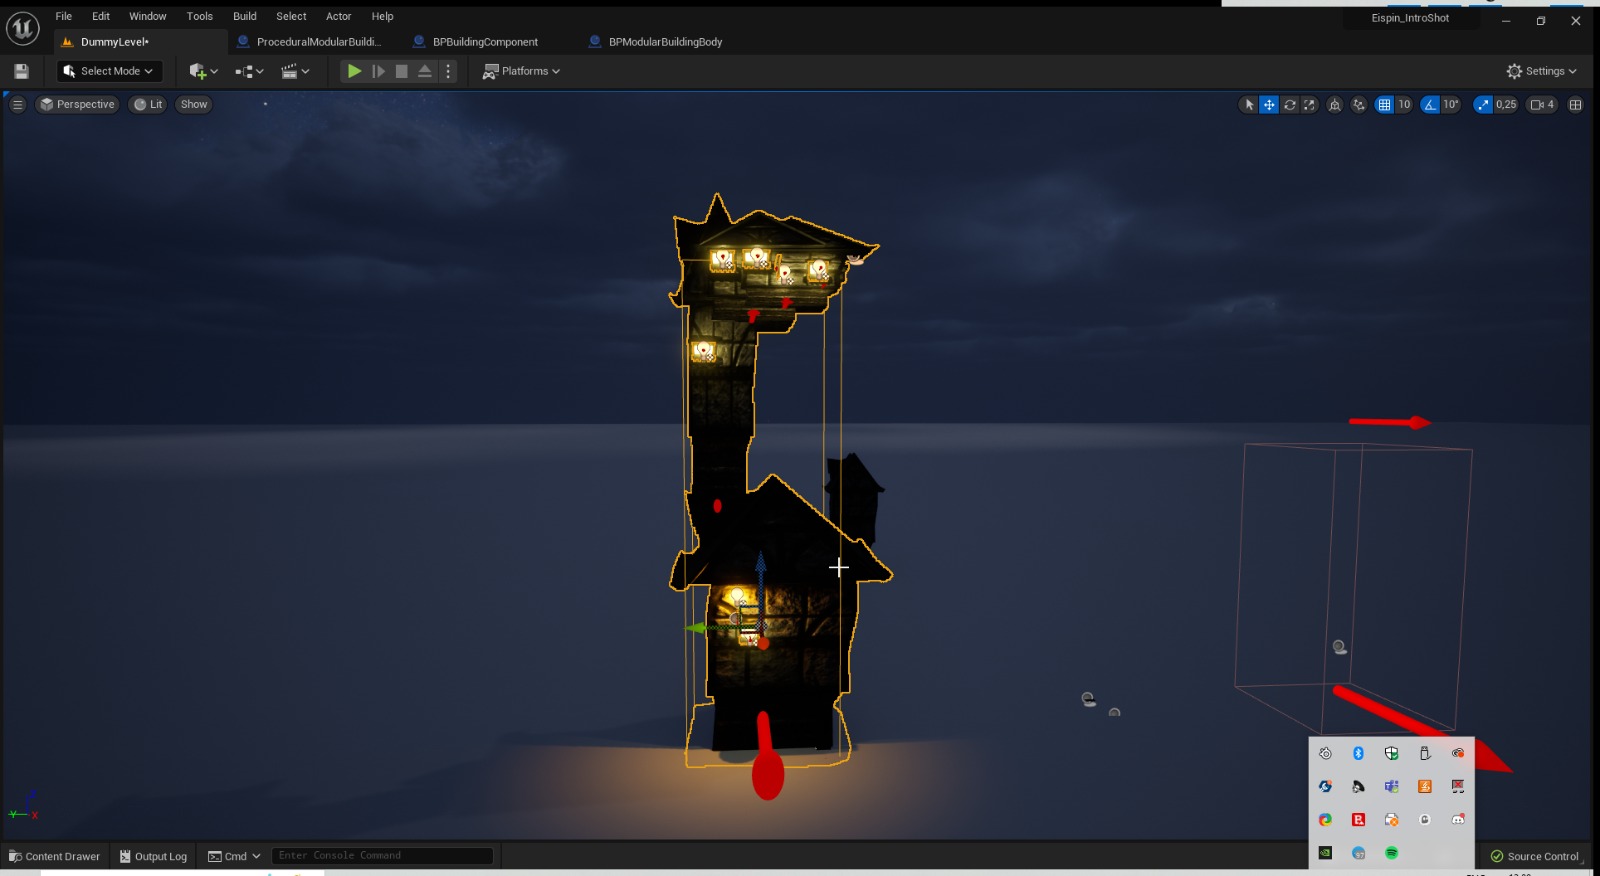 File Edit Window Tools Build Select Actor Help
Eispin_IntroShot
DummyLevel*
ProceduralModularBuildi...
BPBuildingComponent
BPModularBuildingBody
Select Mode
Platforms
Settings
Perspective
Lit
Show
10
10°
0,25
4
Y
X
Content Drawer
Output Log
Cmd
Enter Console Command
Source Control